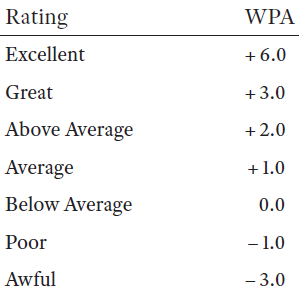 Rating WPA
Excellent + 6.0
Great + 3.0
Above Average + 2.0
Average + 1.0
Below Average 0.0
Poor – 1.0
Awful – 3.0